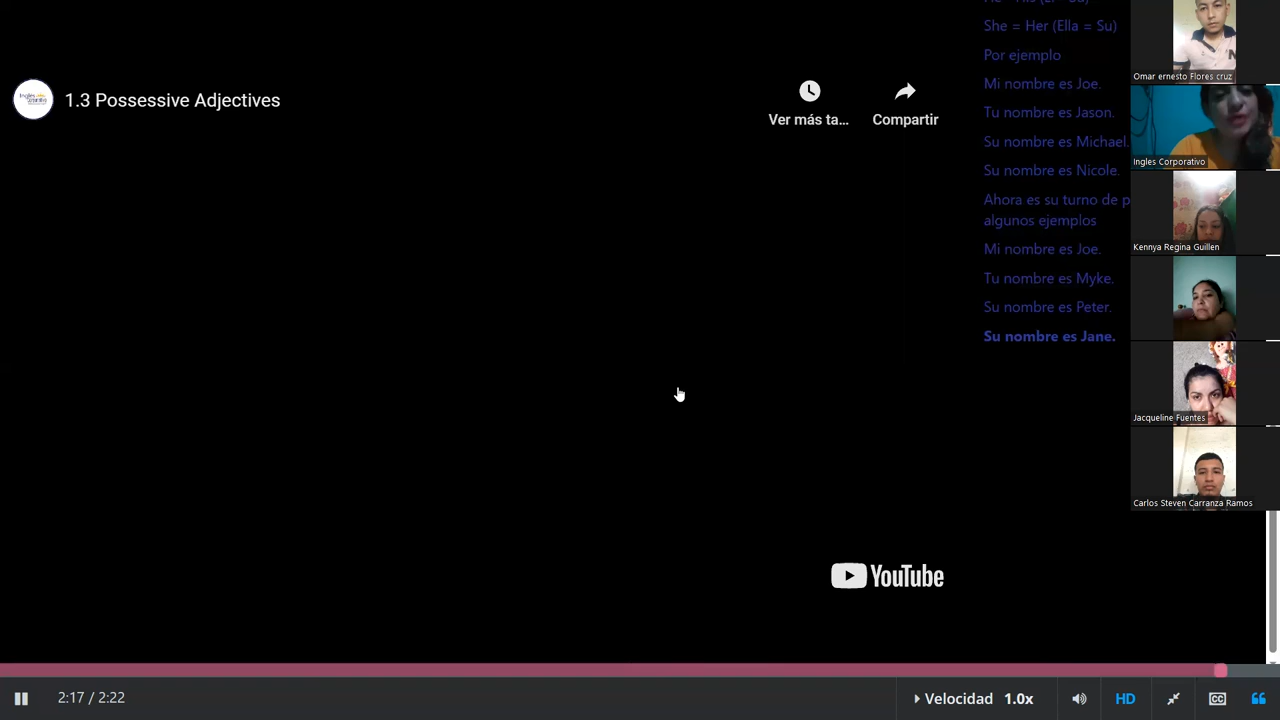 She = Her (Ella = Su)
Por ejemplo
Mi nombre es Joe.
Tu nombre es Jason.
Su nombre es Michael.
Su nombre es Nicole.
Ahora es su turno de
algunos ejemplos
Mi nombre es Joe.
Tu nombre es Myke.
Su nombre es Peter.
Su nombre es Jane.
1.3 Possessive Adjectives
Ver más ta...
Compartir
Omar ernesto Flores cruz
Ingles Corporativo
Kennya Regina Guillen
Jacqueline Fuentes
Carlos Steven Carranza Ramos
YouTube
2:17 / 2:22
Velocidad 1.0x
HD
CC